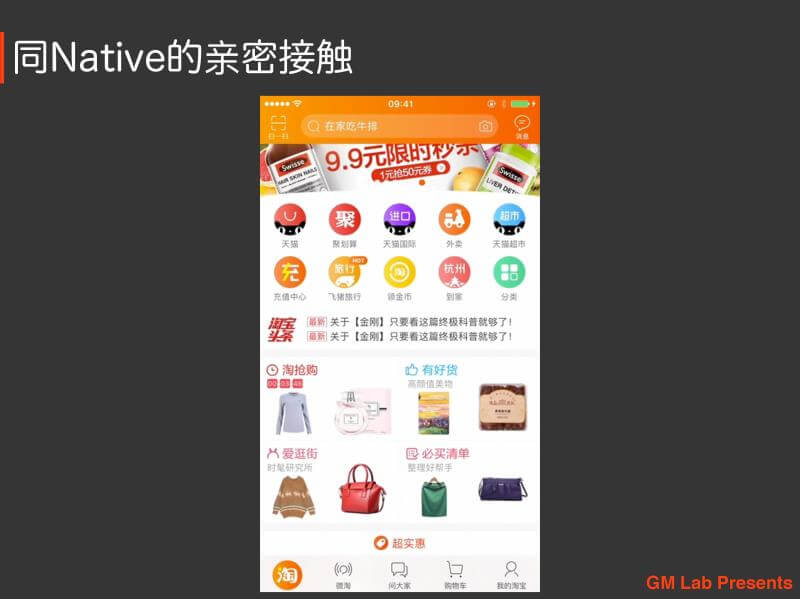 同Native的亲密接触
09:41
扫一扫
在家吃牛排
消息
9.9元限时秒杀
1元抢50元券
Swisse
HAIR SKIN NAILS
Swisse
LIVER DETOX
聚
进口
超市
天猫
聚划算
天猫国际
外卖
天猫超市
充
旅行
HOT
淘
杭州
充值中心
飞猪旅行
领金币
到家
分类
淘宝头条
最新 关于【金刚】只要看这篇终极科普就够了!
最新 关于【金刚】只要看这篇终极科普就够了!
淘抢购
00 03 48
有好货
高颜值美物
爱逛街
时髦研究所
必买清单
整理好帮手
超实惠
淘
微淘
问大家
购物车
我的淘宝
GM Lab Presents